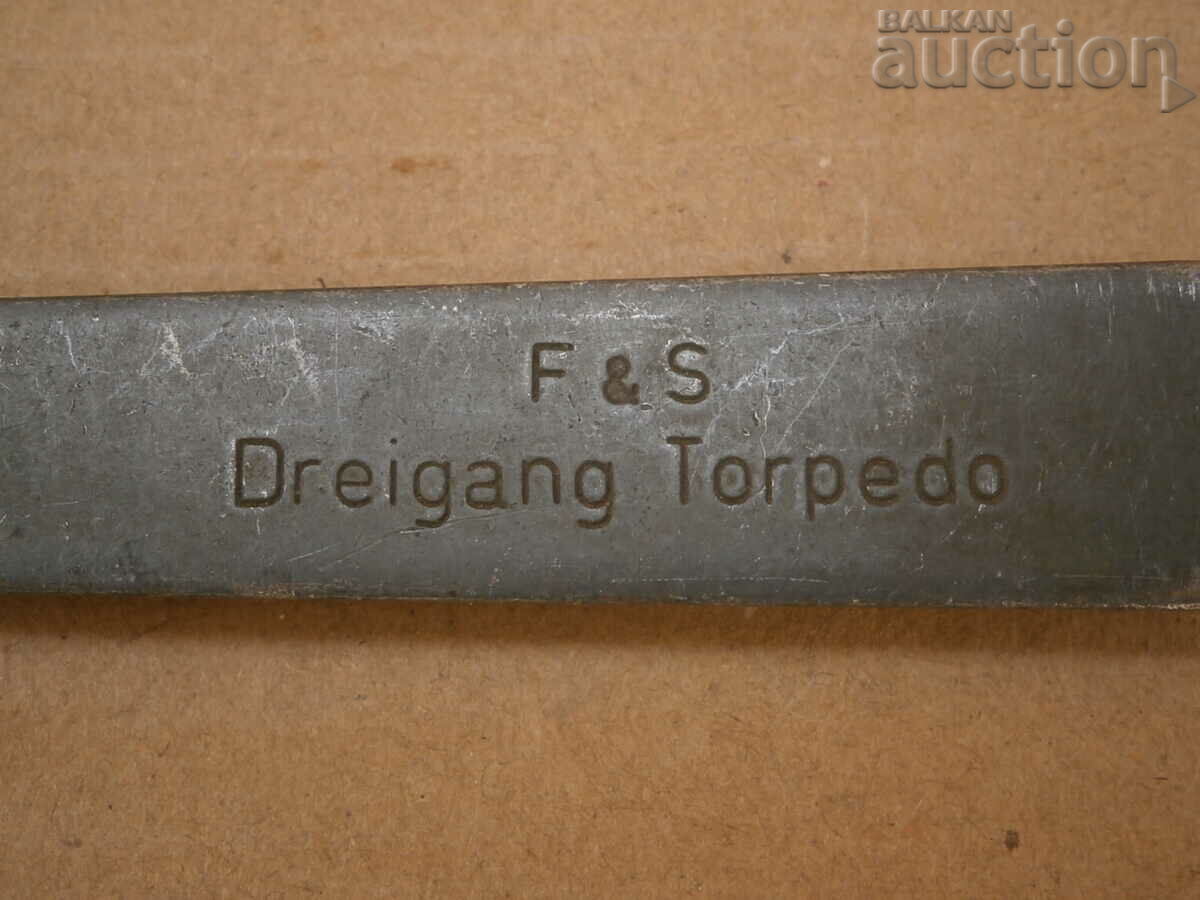 BALKAN
auction
F & S
Dreigang Torpedo